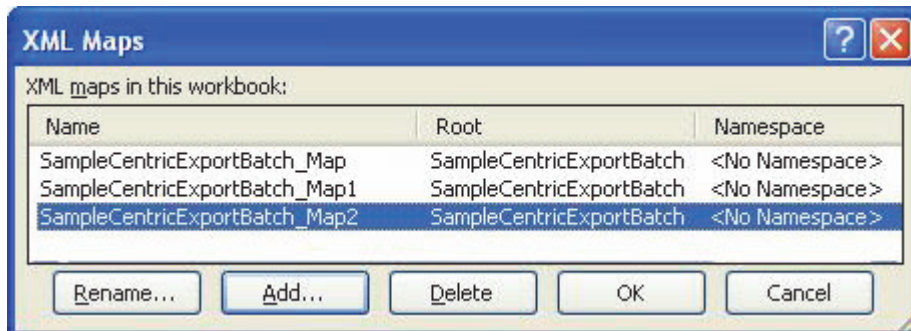 XML Maps
XML maps in this workbook:
Name Root Namespace
SampleCentricExportBatch_Map SampleCentricExportBatch <No Namespace>
SampleCentricExportBatch_Map1 SampleCentricExportBatch <No Namespace>
SampleCentricExportBatch_Map2 SampleCentricExportBatch <No Namespace>
Rename... Add... Delete OK Cancel